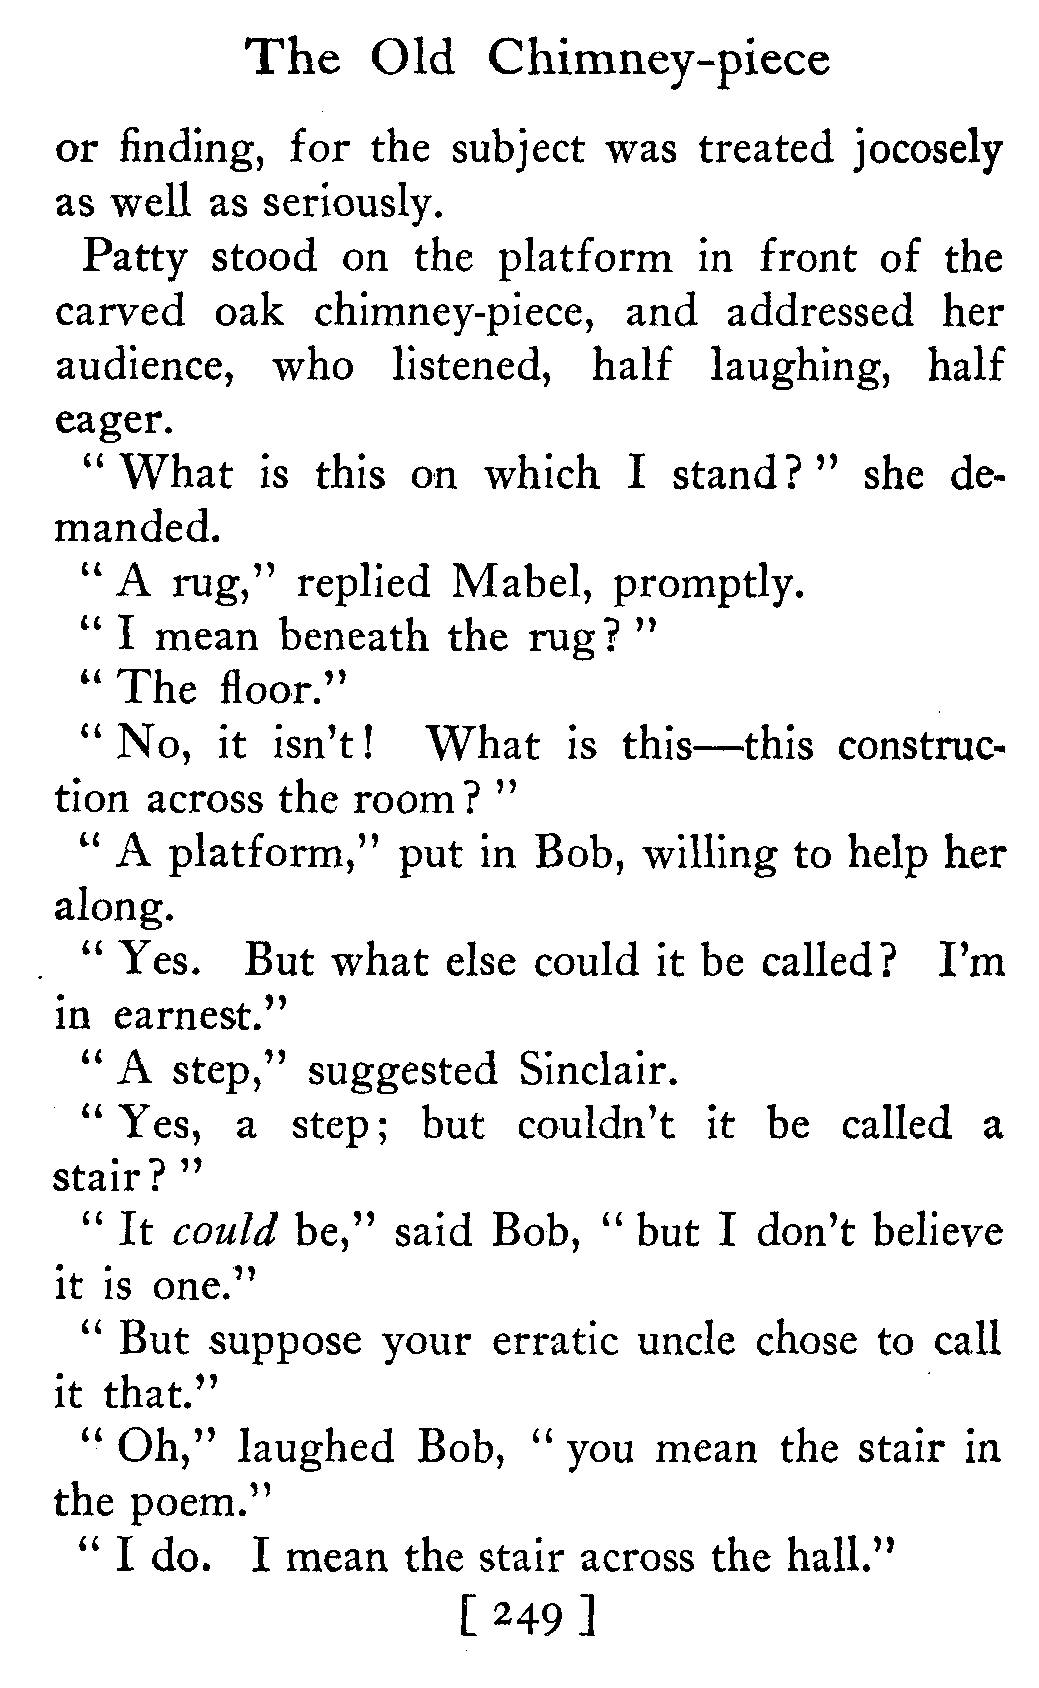 The Old Chimney-piece
or finding, for the subject was treated jocosely
as well as seriously.
Patty stood on the platform in front of the
carved oak chimney-piece, and addressed her
audience, who listened, half laughing, half
eager.
“ What is this on which I stand? ” she de-
manded.
“ A rug,” replied Mabel, promptly.
“ I mean beneath the rug? ”
“ The floor.”
“ No, it isn’t! What is this—this construc-
tion across the room? ”
“ A platform,” put in Bob, willing to help her
along.
“ Yes. But what else could it be called? I’m
in earnest.”
“ A step,” suggested Sinclair.
“ Yes, a step; but couldn’t it be called a
stair? ”
“ It could be,” said Bob, “ but I don’t believe
it is one.”
“ But suppose your erratic uncle chose to call
it that.”
“ Oh,” laughed Bob, “ you mean the stair in
the poem.”
“ I do. I mean the stair across the hall.”
[ 249 ]